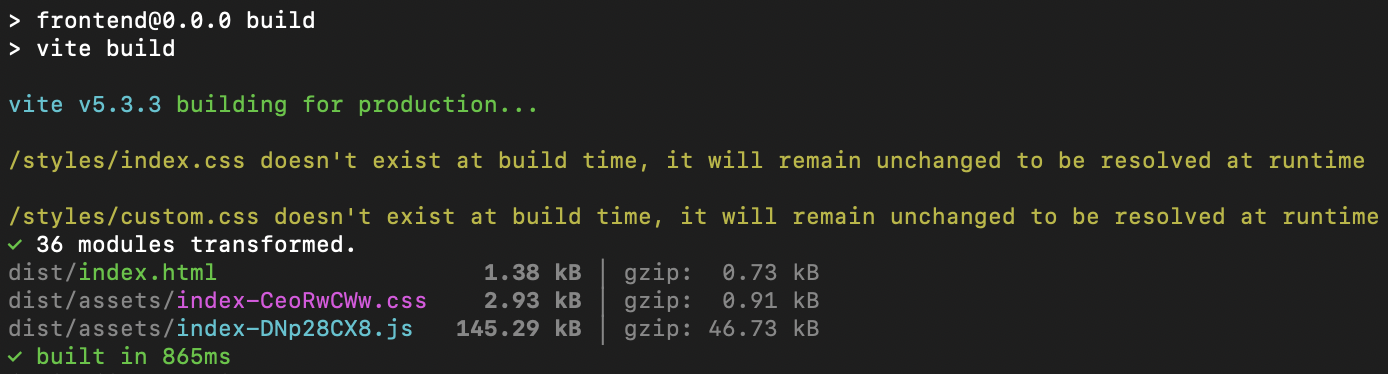 > frontend@0.0.0 build
> vite build
vite v5.3.3 building for production...
/styles/index.css doesn't exist at build time, it will remain unchanged to be resolved at runtime
/styles/custom.css doesn't exist at build time, it will remain unchanged to be resolved at runtime
✓ 36 modules transformed.
dist/index.html                   1.38 kB │ gzip:  0.73 kB
dist/assets/index-CeoRwCWw.css    2.93 kB │ gzip:  0.91 kB
dist/assets/index-DNp28CX8.js   145.29 kB │ gzip: 46.73 kB
✓ built in 865ms